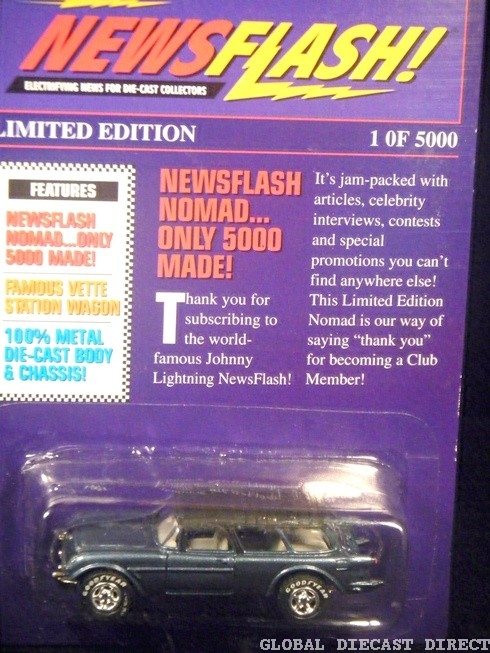 NEWSFLASH!
ELECTRIFYING NEWS FOR DIE-CAST COLLECTORS
LIMITED EDITION
1 OF 5000
FEATURES
NEWSFLASH
NOMAD...ONLY
5000 MADE!
FAMOUS VETTE
STATION WAGON
100% METAL
DIE-CAST BODY
& CHASSIS!
NEWSFLASH
NOMAD...
ONLY 5000
MADE!
Thank you for
subscribing to
the world-
famous Johnny
Lightning NewsFlash!
It's jam-packed with
articles, celebrity
interviews, contests
and special
promotions you can't
find anywhere else!
This Limited Edition
Nomad is our way of
saying “thank you”
for becoming a Club
Member!
GOODYEAR
GOODYEAR
GLOBAL DIECAST DIRECT